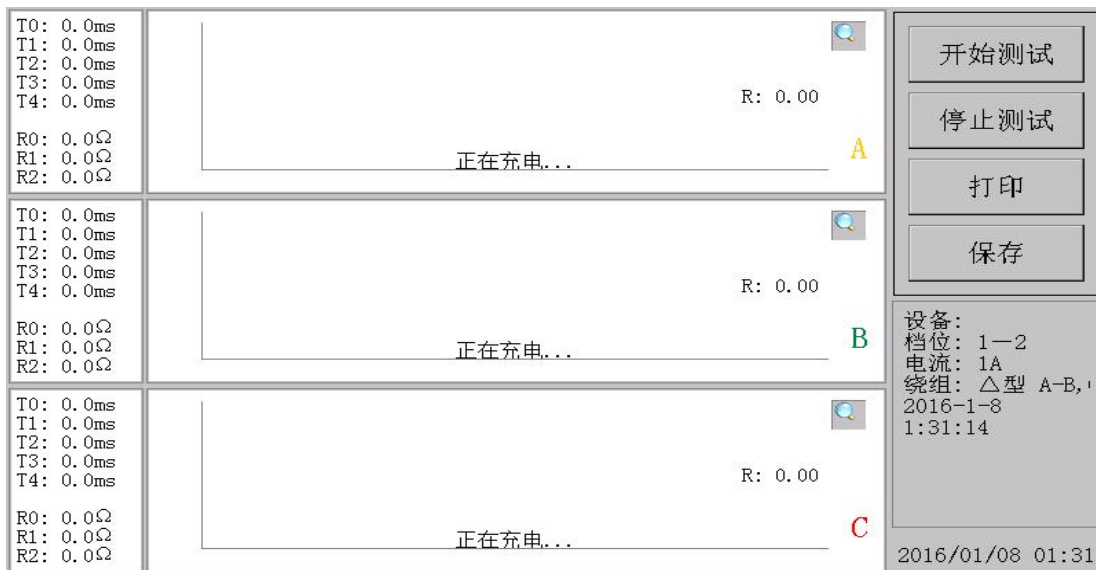 T0: 0.0ms
T1: 0.0ms
T2: 0.0ms
T3: 0.0ms
T4: 0.0ms
R0: 0.0Ω
R1: 0.0Ω
R2: 0.0Ω
R: 0.00
A
正在充电...
T0: 0.0ms
T1: 0.0ms
T2: 0.0ms
T3: 0.0ms
T4: 0.0ms
R0: 0.0Ω
R1: 0.0Ω
R2: 0.0Ω
R: 0.00
B
正在充电...
T0: 0.0ms
T1: 0.0ms
T2: 0.0ms
T3: 0.0ms
T4: 0.0ms
R0: 0.0Ω
R1: 0.0Ω
R2: 0.0Ω
R: 0.00
C
正在充电...
开始测试
停止测试
打印
保存
设备:
档位: 1—2
电流: 1A
绕组: △型 A-B,
2016-1-8
1:31:14
2016/01/08 01:31